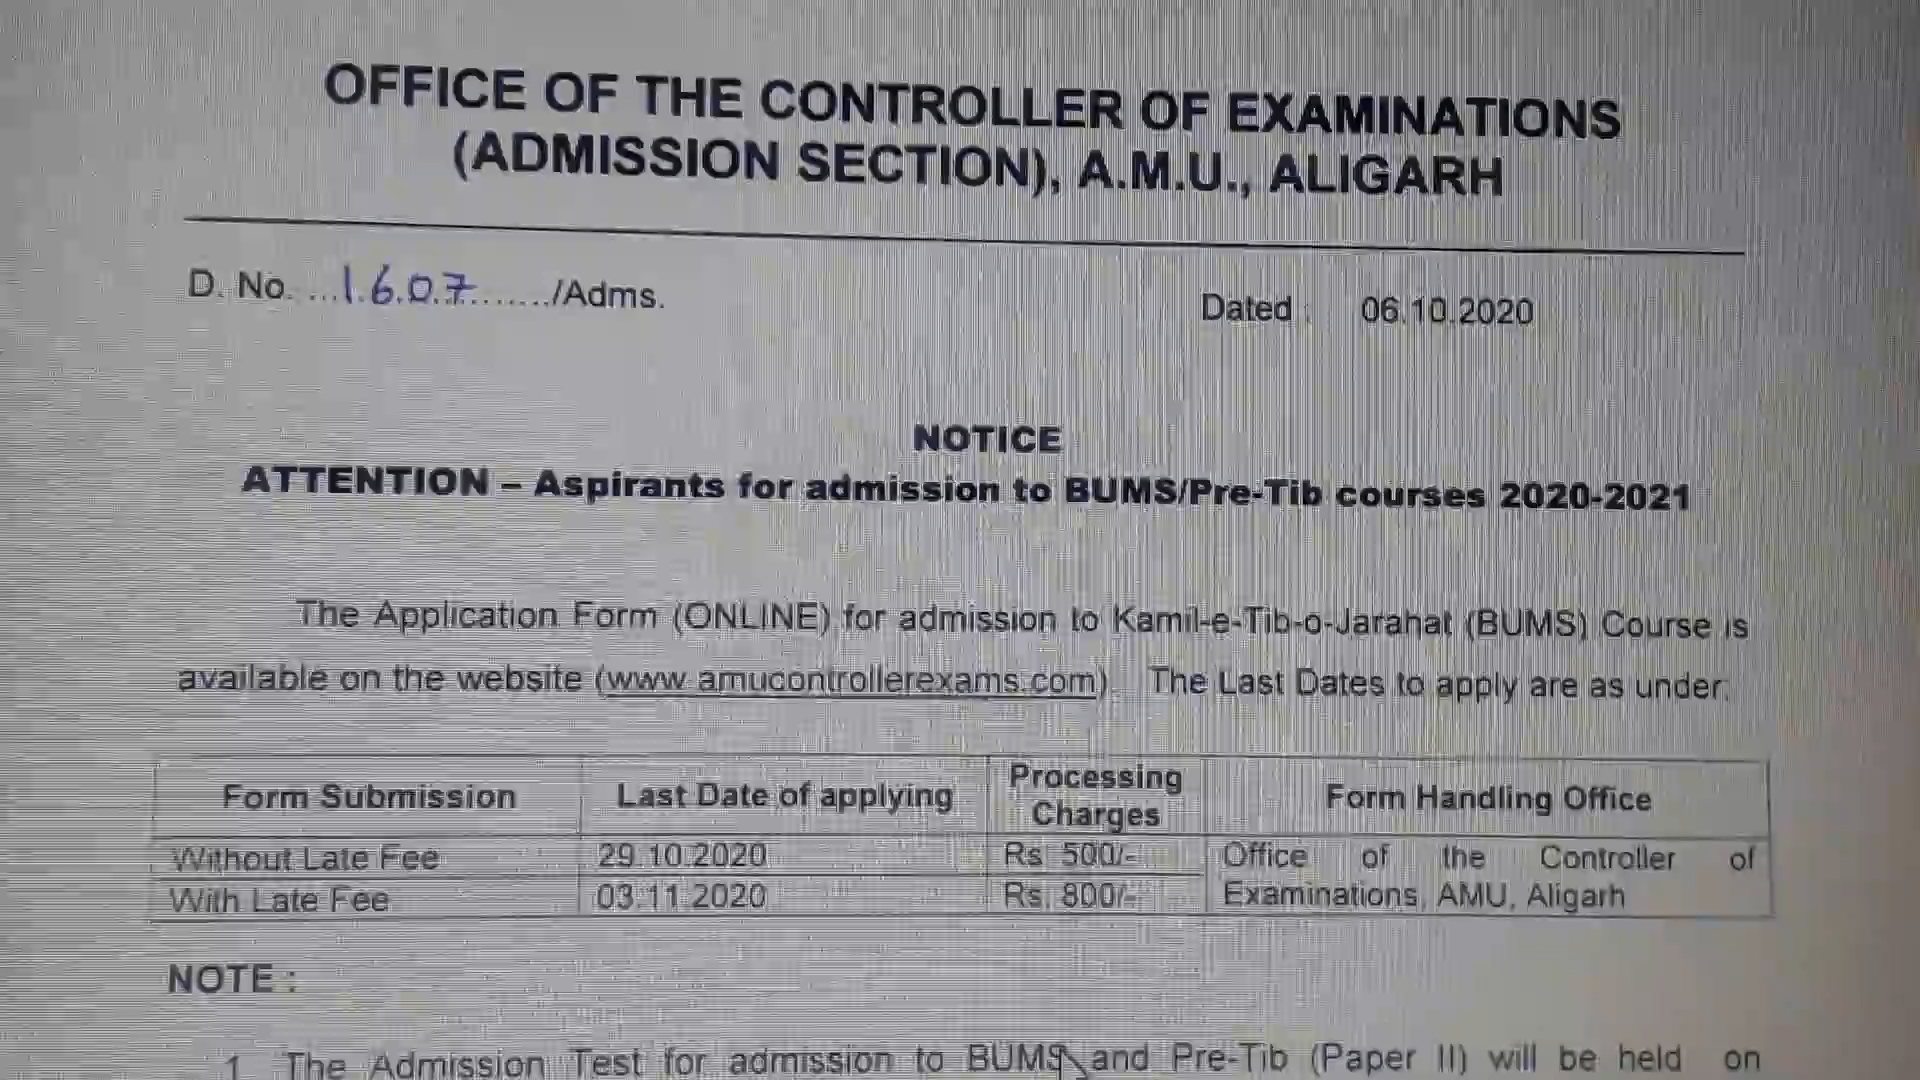 OFFICE OF THE CONTROLLER OF EXAMINATIONS
(ADMISSION SECTION), A.M.U., ALIGARH
D. No. ...1.6.0.7......./Adms.
Dated : 06.10.2020
NOTICE
ATTENTION – Aspirants for admission to BUMS/Pre-Tib courses 2020-2021
The Application Form (ONLINE) for admission to Kamil-e-Tib-o-Jarahat (BUMS) Course is
available on the website (www.amucontrollerexams.com). The Last Dates to apply are as under:
Form Submission Last Date of applying Processing Charges Form Handling Office
Without Late Fee 29.10.2020 Rs. 500/- Office of the Controller of
With Late Fee 03.11.2020 Rs. 800/- Examinations, AMU, Aligarh
NOTE :
1. The Admission Test for admission to BUMS and Pre-Tib (Paper II) will be held on